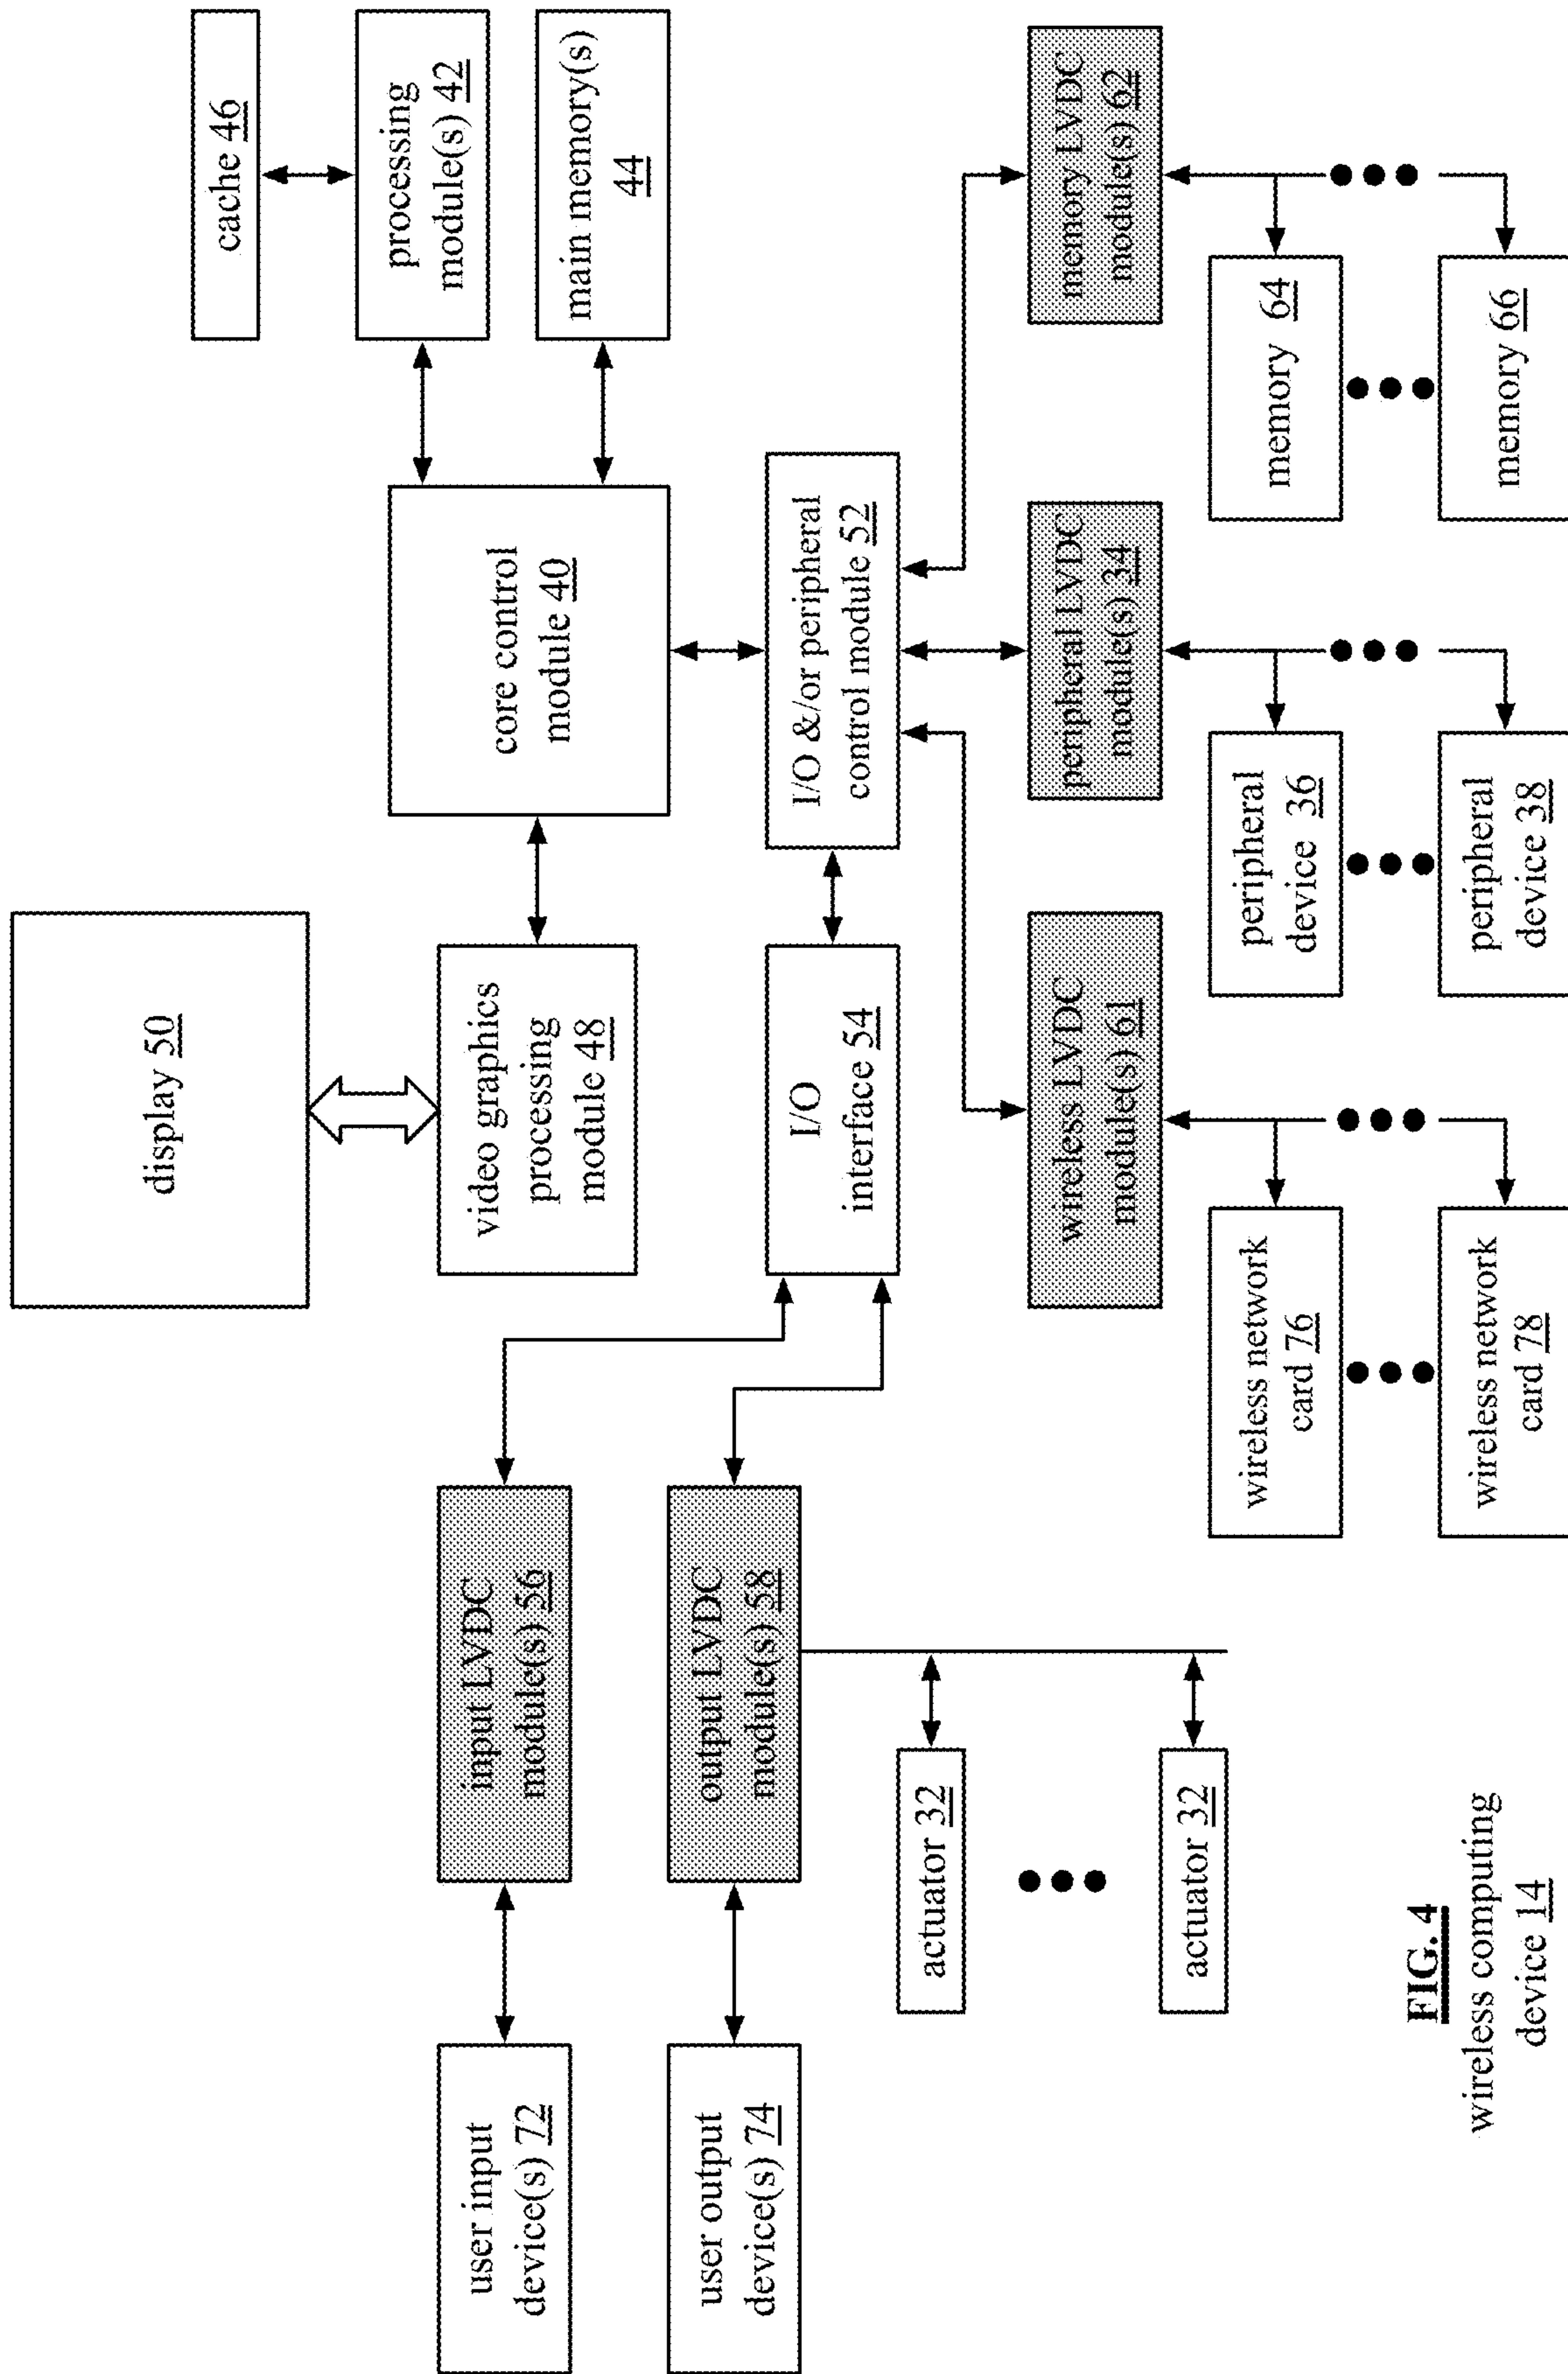 display 50
cache 46
processing
module(s) 42
main memory(s)
44
core control
module 40
video graphics
processing
module 48
I/O &/or peripheral
control module 52
I/O
interface 54
input LVDC
module(s) 56
output LVDC
module(s) 58
user input
device(s) 72
user output
device(s) 74
actuator 32
actuator 32
wireless LVDC
module(s) 61
peripheral LVDC
module(s) 34
memory LVDC
module(s) 62
wireless network
card 76
wireless network
card 78
peripheral
device 36
peripheral
device 38
memory 64
memory 66
FIG. 4
wireless computing
device 14